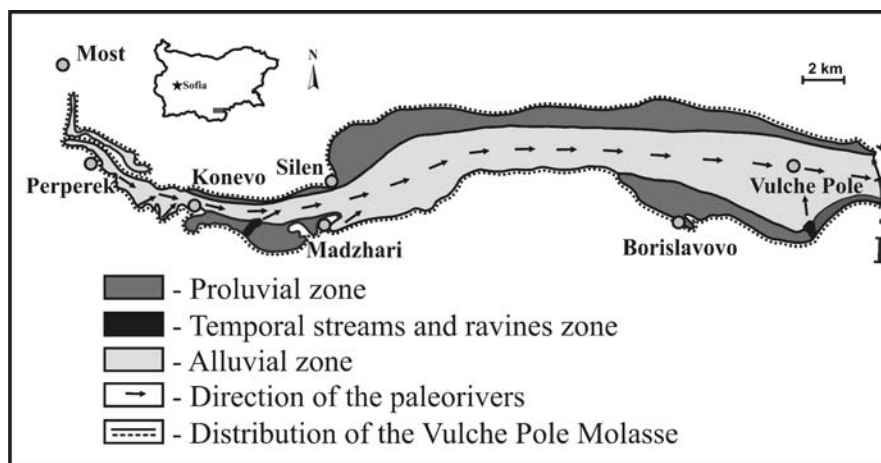 Most
Sofia
N
2 km
Silen
Konevo
Perperek
Vulche Pole
Madzhari
Borislavovo
- Proluvial zone
- Temporal streams and ravines zone
- Alluvial zone
- Direction of the paleorivers
- Distribution of the Vulche Pole Molasse